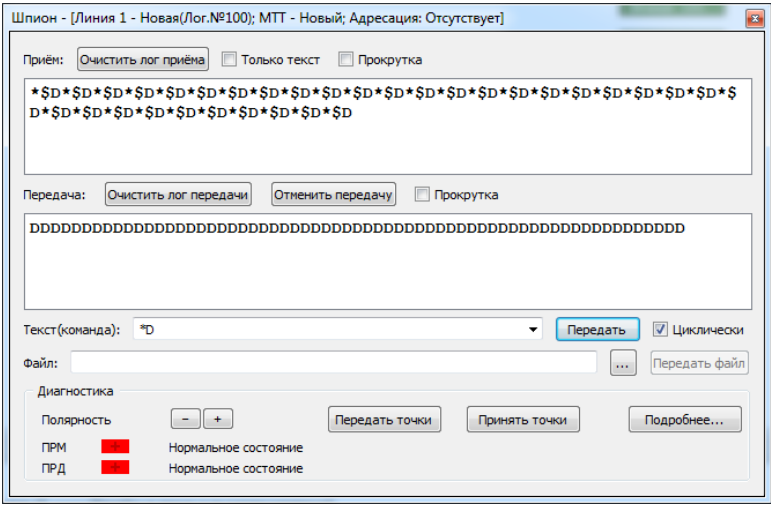 Шпион - [Линия 1 - Новая(Лог.№100); МТТ - Новый; Адресация: Отсутствует]
Приём: Очистить лог приёма Только текст Прокрутка
*$D*$D*$D*$D*$D*$D*$D*$D*$D*$D*$D*$D*$D*$D*$D*$D*$D*$D*$D*$D*$D*$D*$
D*$D*$D*$D*$D*$D*$D*$D*$D*$D*$D
Передача: Очистить лог передачи Отменить передачу Прокрутка
DDDDDDDDDDDDDDDDDDDDDDDDDDDDDDDDDDDDDDDDDDDDDDDDDD
Текст(команда): *D Передать Циклически
Файл: ... Передать файл
Диагностика
Полярность - + Передать точки Принять точки Подробнее...
ПРМ + Нормальное состояние
ПРД + Нормальное состояние